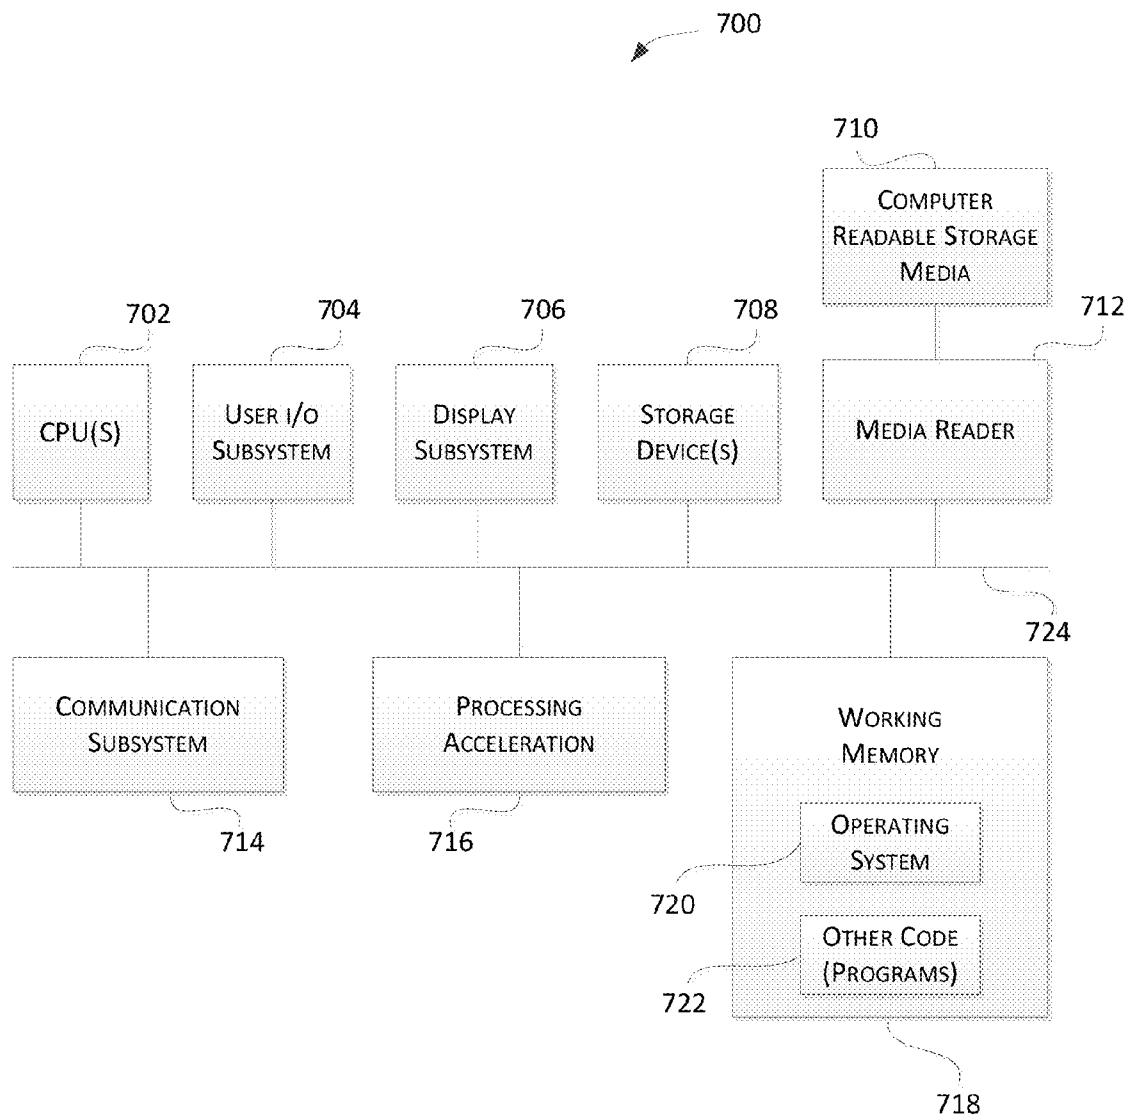 700
710
COMPUTER
READABLE STORAGE
MEDIA
702
704
706
708
712
CPU(S)
USER I/O
SUBSYSTEM
DISPLAY
SUBSYSTEM
STORAGE
DEVICE(S)
MEDIA READER
724
COMMUNICATION
SUBSYSTEM
714
PROCESSING
ACCELERATION
716
WORKING
MEMORY
OPERATING
SYSTEM
720
OTHER CODE
(PROGRAMS)
722
718